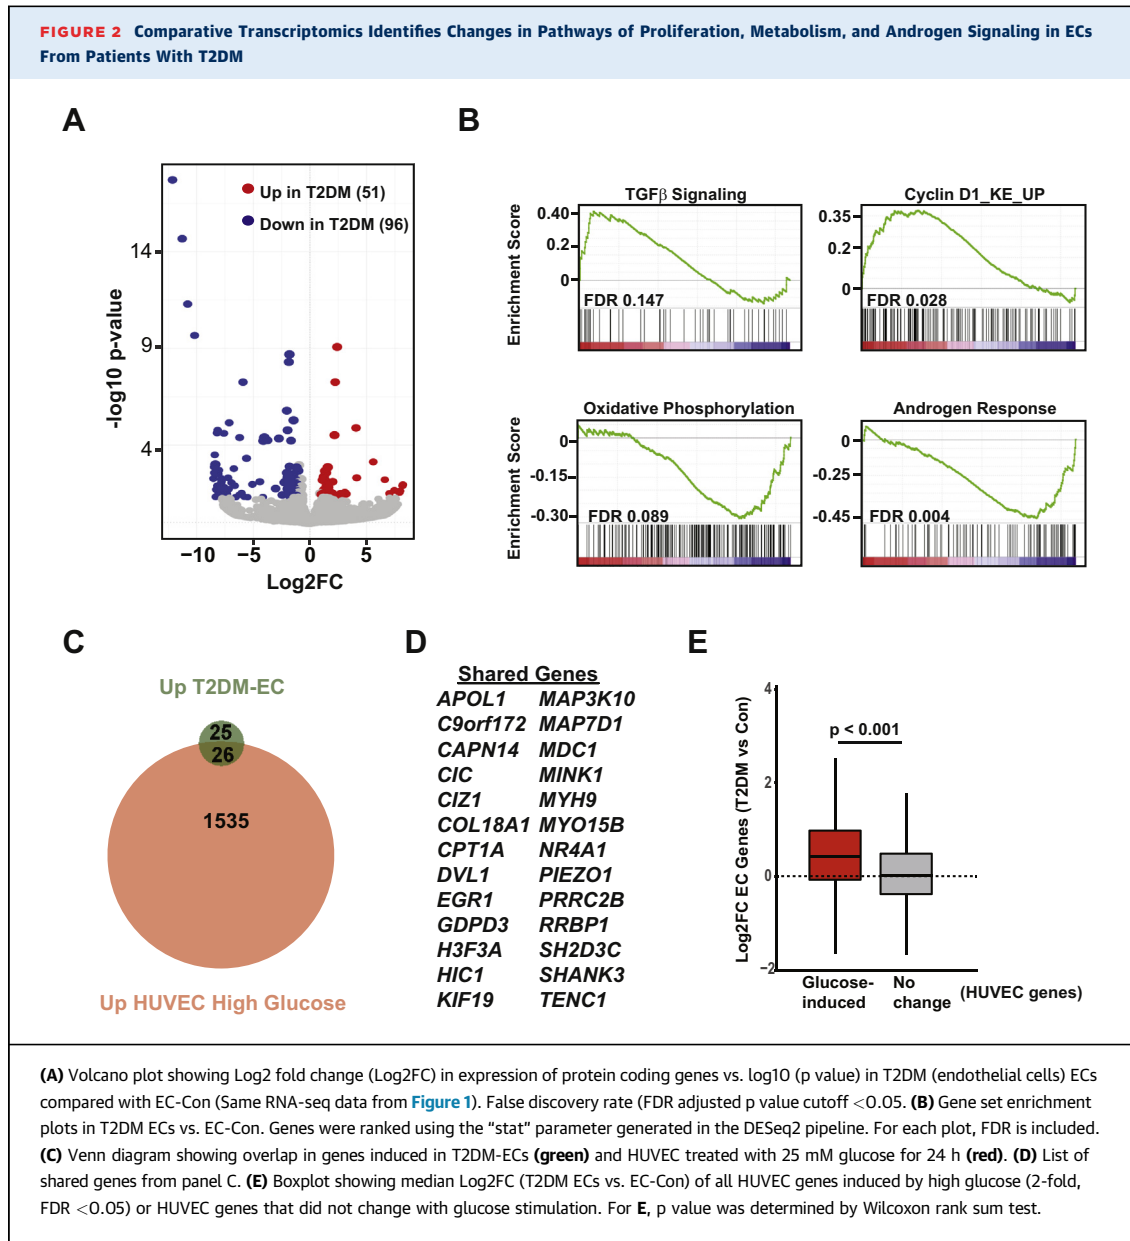 FIGURE 2 Comparative Transcriptomics Identifies Changes in Pathways of Proliferation, Metabolism, and Androgen Signaling in ECs
From Patients With T2DM
A
B
Up in T2DM (51)
Down in T2DM (96)
14
9
4
-log10 p-value
−10
−5
0
5
Log2FC
TGFβ Signaling
0.40
0.2
0
Enrichment Score
FDR 0.147
Cyclin D1_KE_UP
0.35
0.2
0
FDR 0.028
Oxidative Phosphorylation
0
-0.15
-0.30
Enrichment Score
FDR 0.089
Androgen Response
0
-0.25
-0.45
FDR 0.004
C
Up T2DM-EC
25
26
1535
Up HUVEC High Glucose
D
Shared Genes
APOL1 MAP3K10
C9orf172 MAP7D1
CAPN14 MDC1
CIC MINK1
CIZ1 MYH9
COL18A1 MYO15B
CPT1A NR4A1
DVL1 PIEZO1
EGR1 PRRC2B
GDPD3 RRBP1
H3F3A SH2D3C
HIC1 SHANK3
KIF19 TENC1
E
4
2
0
−2
Log2FC EC Genes (T2DM vs Con)
p < 0.001
Glucose-
induced
No
change
(HUVEC genes)
(A) Volcano plot showing Log2 fold change (Log2FC) in expression of protein coding genes vs. log10 (p value) in T2DM (endothelial cells) ECs
compared with EC-Con (Same RNA-seq data from Figure 1). False discovery rate (FDR adjusted p value cutoff <0.05. (B) Gene set enrichment
plots in T2DM ECs vs. EC-Con. Genes were ranked using the "stat" parameter generated in the DESeq2 pipeline. For each plot, FDR is included.
(C) Venn diagram showing overlap in genes induced in T2DM-ECs (green) and HUVEC treated with 25 mM glucose for 24 h (red). (D) List of
shared genes from panel C. (E) Boxplot showing median Log2FC (T2DM ECs vs. EC-Con) of all HUVEC genes induced by high glucose (2-fold,
FDR <0.05) or HUVEC genes that did not change with glucose stimulation. For E, p value was determined by Wilcoxon rank sum test.